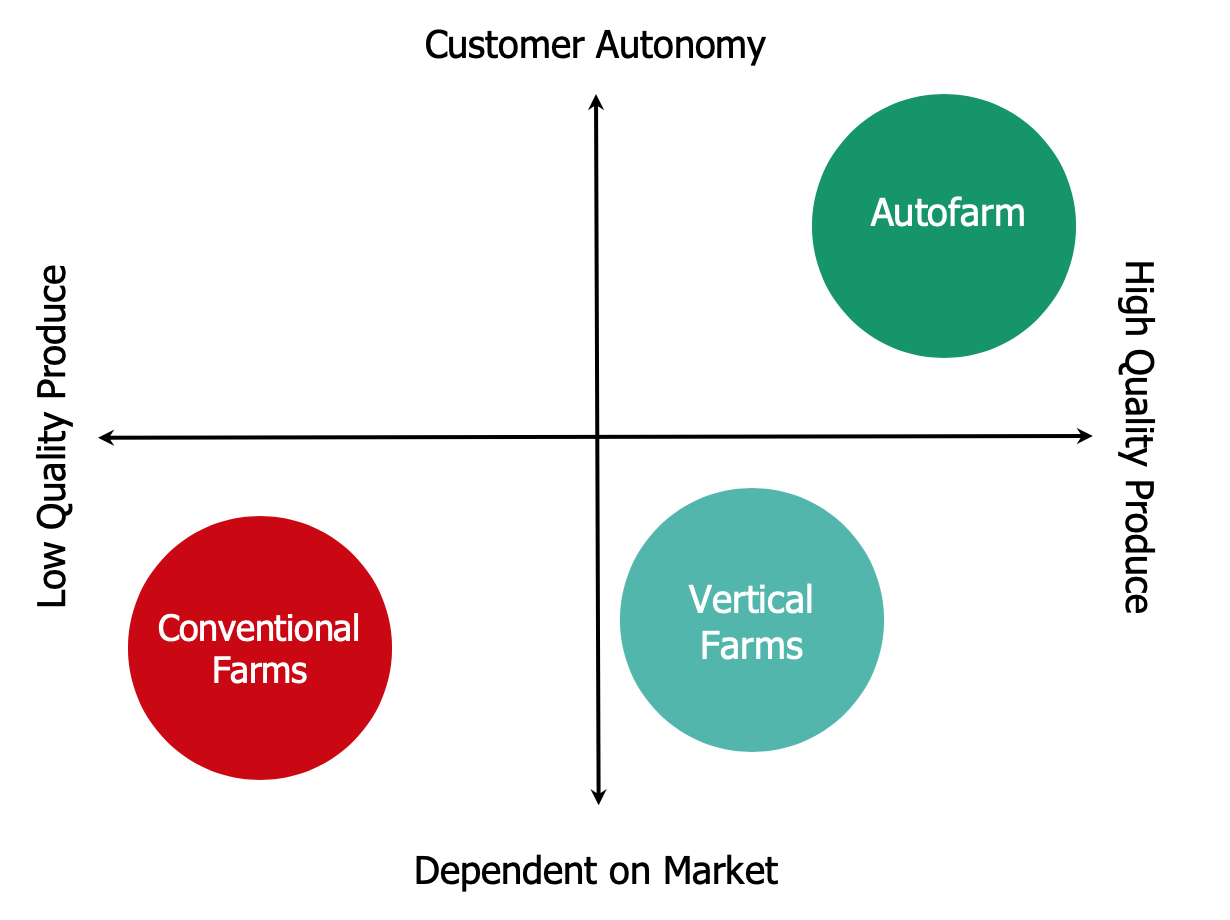 Customer Autonomy
Autofarm
Low Quality Produce
High Quality Produce
Conventional
Farms
Vertical
Farms
Dependent on Market